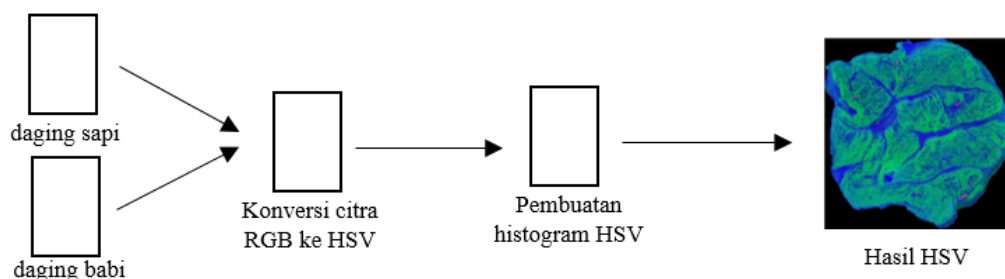 daging sapi
daging babi
Konversi citra
RGB ke HSV
Pembuatan
histogram HSV
Hasil HSV